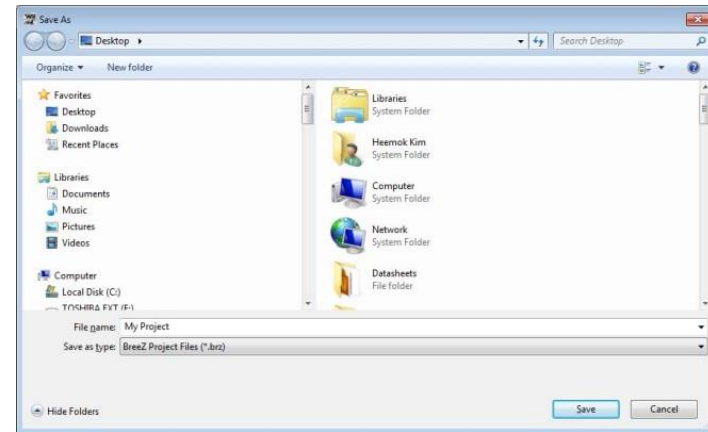 Save As
Desktop
Search Desktop
Organize
New folder
Favorites
Desktop
Downloads
Recent Places
Libraries
Documents
Music
Pictures
Videos
Computer
Local Disk (C:)
TOSHIBA EXT (F:)
Libraries
System Folder
Heemok Kim
System Folder
Computer
System Folder
Network
System Folder
Datasheets
File folder
File name: My Project
Save as type: BreeZ Project Files (*.brz)
Hide Folders
Save
Cancel